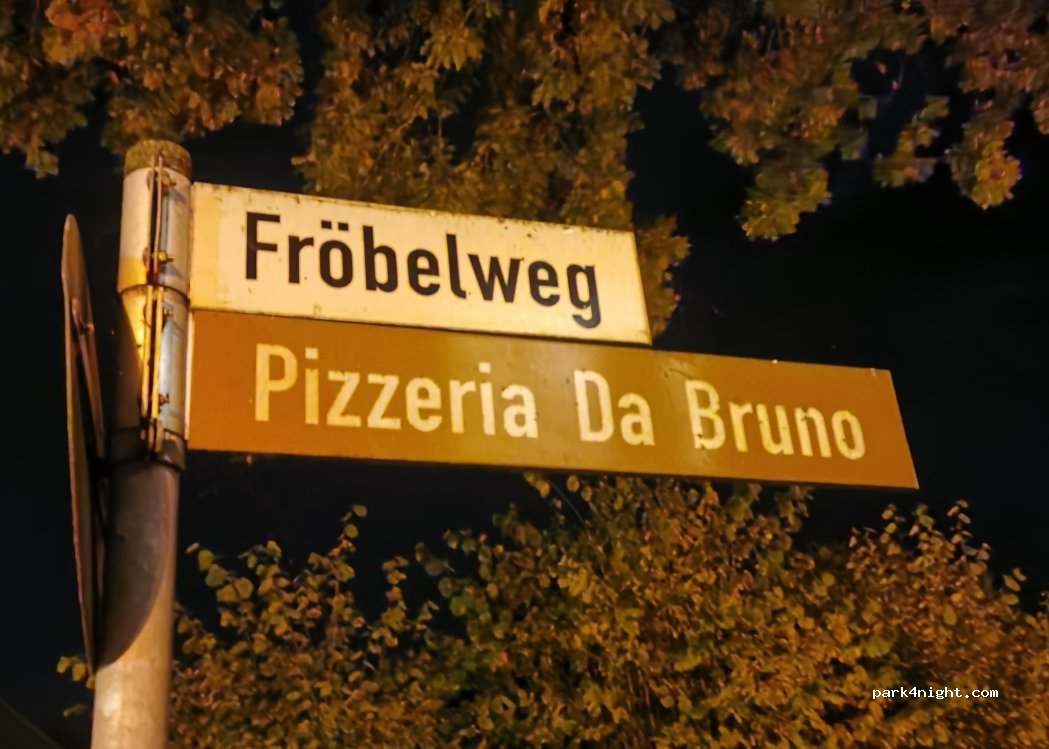 Fröbelweg
Pizzeria Da Bruno
park4night.com